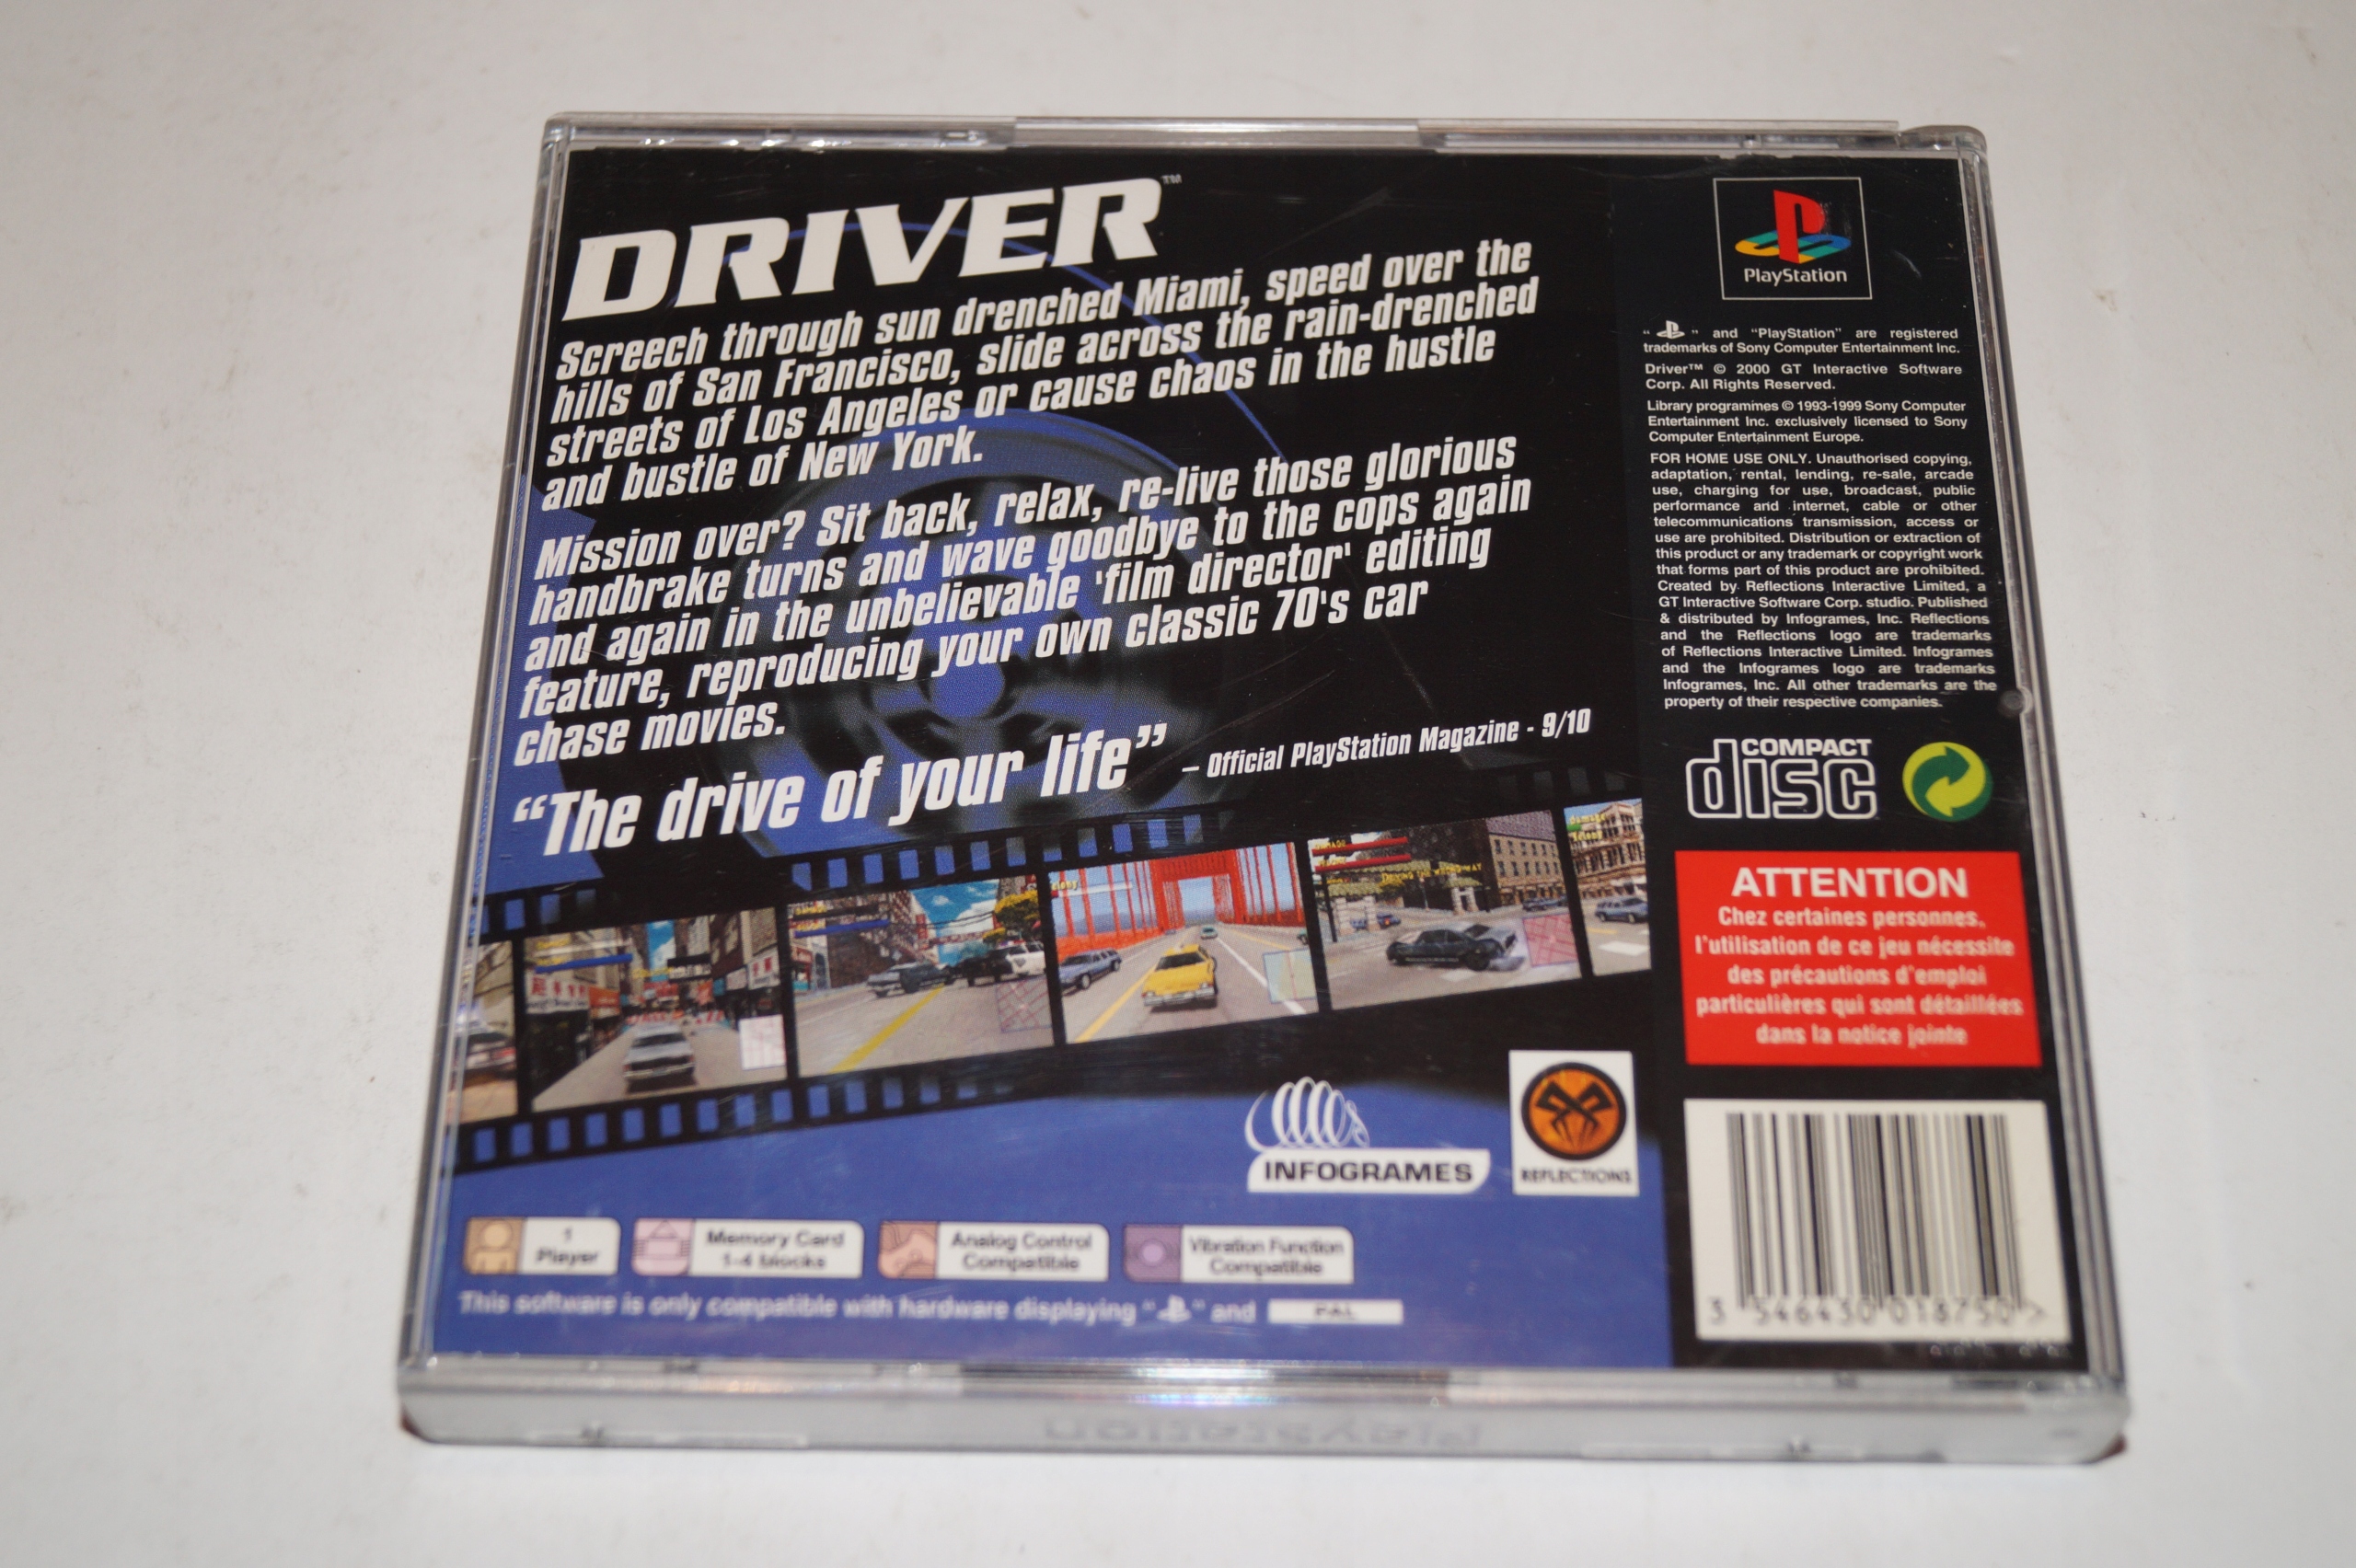 DRIVER™
Screech through sun drenched Miami, speed over the
hills of San Francisco, slide across the rain-drenched
streets of Los Angeles or cause chaos in the hustle
and bustle of New York.
Mission over? Sit back, relax, re-live those glorious
handbrake turns and wave goodbye to the cops again
and again in the unbelievable 'film director' editing
feature, reproducing your own classic 70's car
chase movies.
“The drive of your life” – Official PlayStation Magazine - 9/10
INFOGRAMES
REFLECTIONS
1
Player
Memory Card
1-4 blocks
Analog Control
Compatible
Vibration Function
Compatible
This software is only compatible with hardware displaying " " and PAL
PlayStation
" " and "PlayStation" are registered
trademarks of Sony Computer Entertainment Inc.
Driver™ © 2000 GT Interactive Software
Corp. All Rights Reserved.
Library programmes © 1993-1999 Sony Computer
Entertainment Inc. exclusively licensed to Sony
Computer Entertainment Europe.
FOR HOME USE ONLY. Unauthorised copying,
adaptation, rental, lending, re-sale, arcade
use, charging for use, broadcast, public
performance and internet, cable or other
telecommunications transmission, access or
use are prohibited. Distribution or extraction of
this product or any trademark or copyright work
that forms part of this product are prohibited.
Created by Reflections Interactive Limited, a
GT Interactive Software Corp. studio. Published
& distributed by Infogrames, Inc. Reflections
and the Reflections logo are trademarks
of Reflections Interactive Limited. Infogrames
and the Infogrames logo are trademarks
Infogrames, Inc. All other trademarks are the
property of their respective companies.
COMPACT
disc
ATTENTION
Chez certaines personnes,
l'utilisation de ce jeu nécessite
des précautions d'emploi
particulières qui sont détaillées
dans la notice jointe
3 546430 018750 >
PlayStation